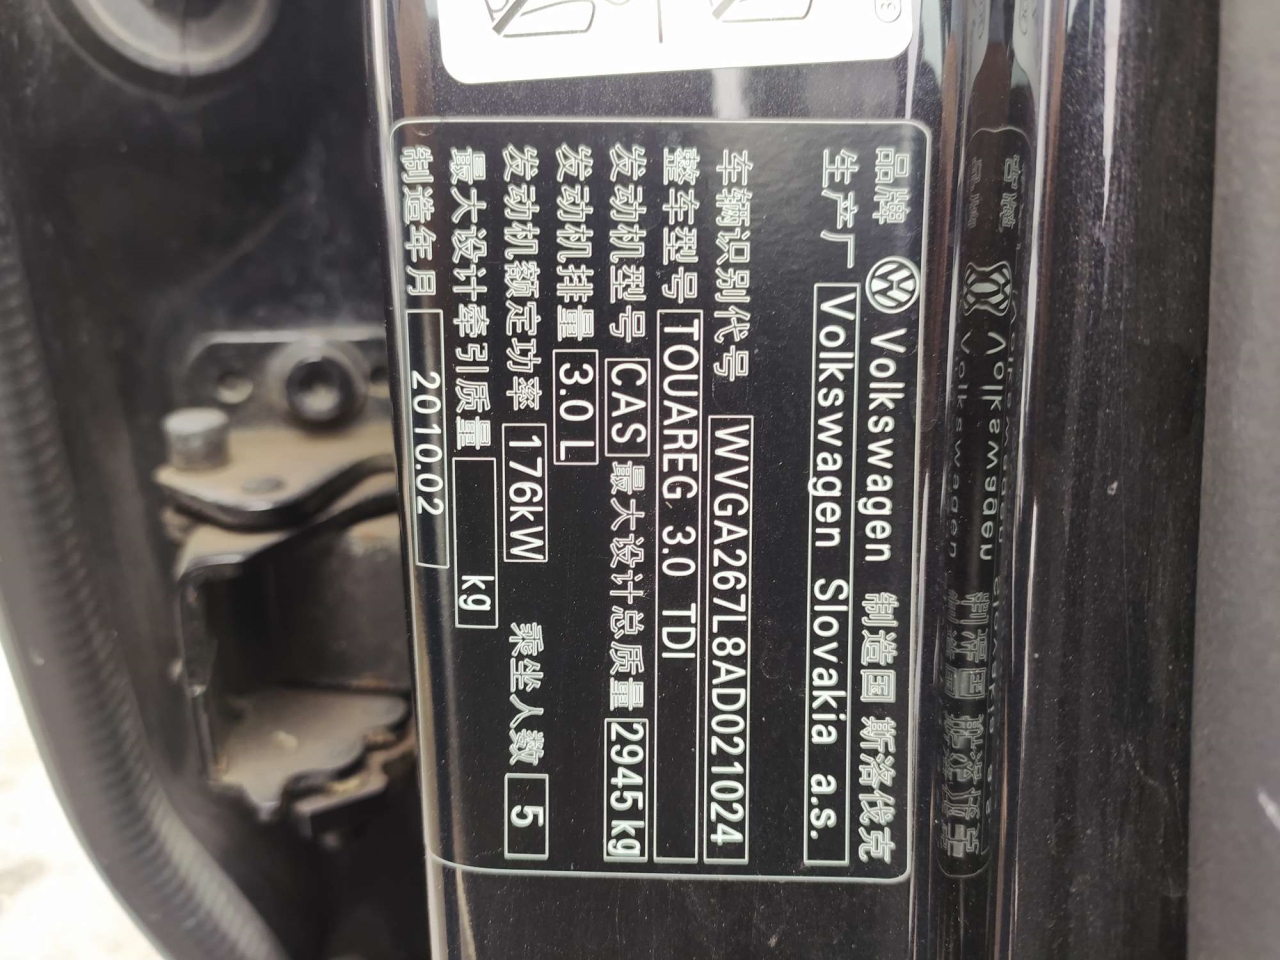 品牌 Volkswagen 制造国 斯洛伐克
生产厂 Volkswagen Slovakia a.s.
车辆识别代号 WVGA267L8AD021024
整车型号 TOUAREG 3.0 TDI
发动机型号 CAS 最大设计总质量 2945kg
发动机排量 3.0L
发动机额定功率 176kW 乘坐人数 5
最大设计牵引质量 kg
制造年月 2010.02